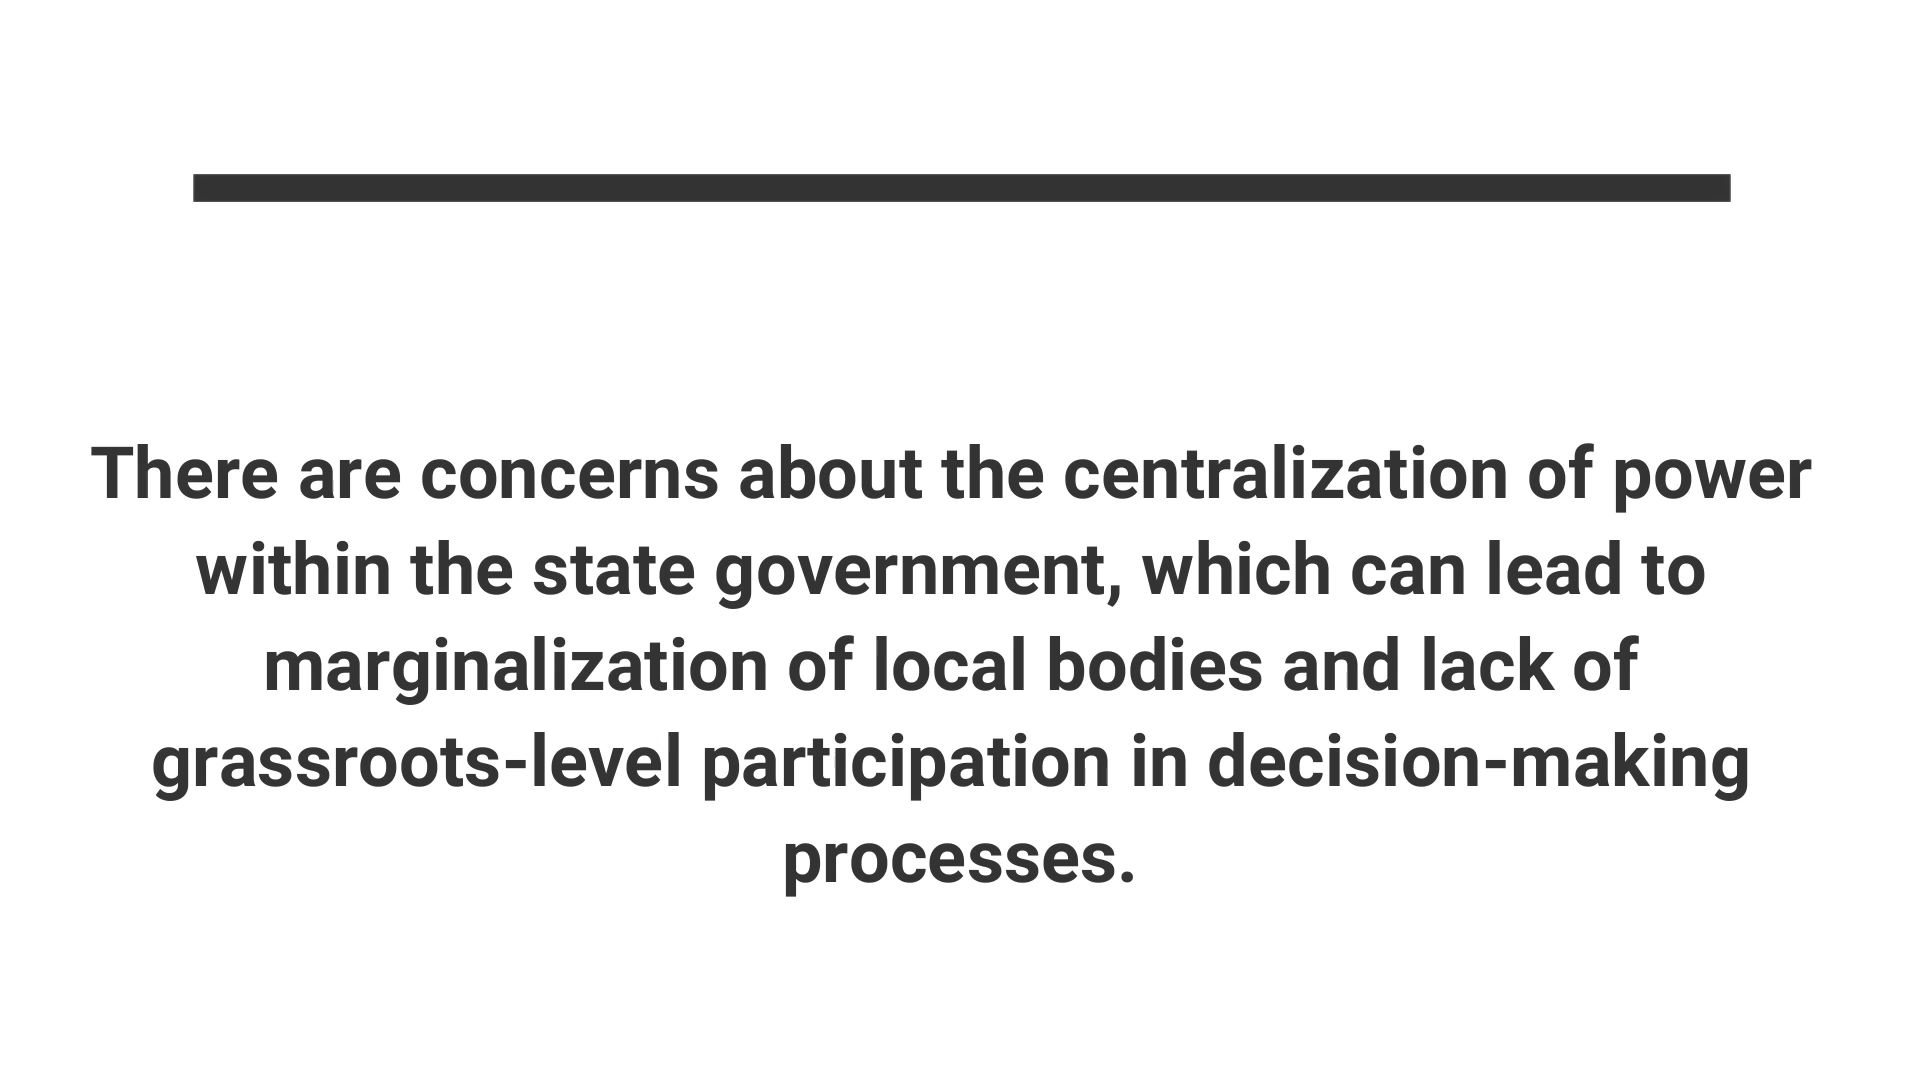 There are concerns about the centralization of power
within the state government, which can lead to
marginalization of local bodies and lack of
grassroots-level participation in decision-making
processes.